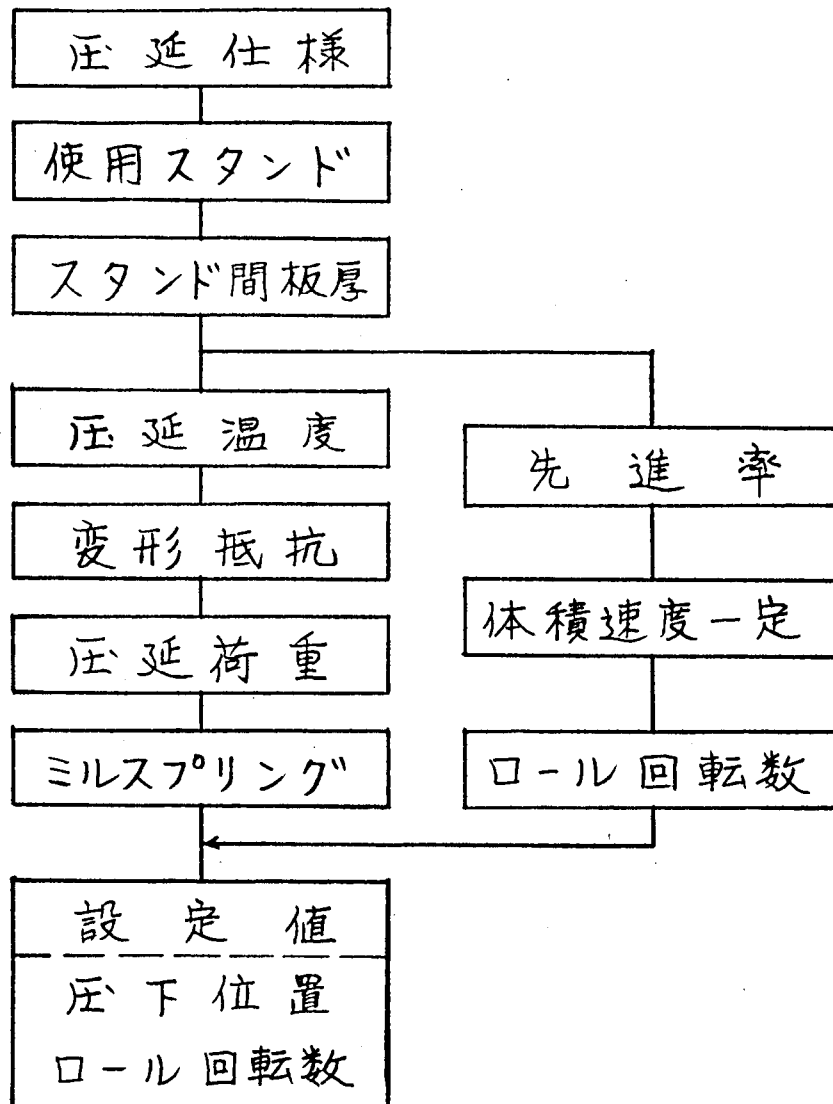 圧延仕様
使用スタンド
スタンド間板厚
圧延温度
変形抵抗
圧延荷重
ミルスプリング
先進率
体積速度一定
ロール回転数
設定値
圧下位置
ロール回転数